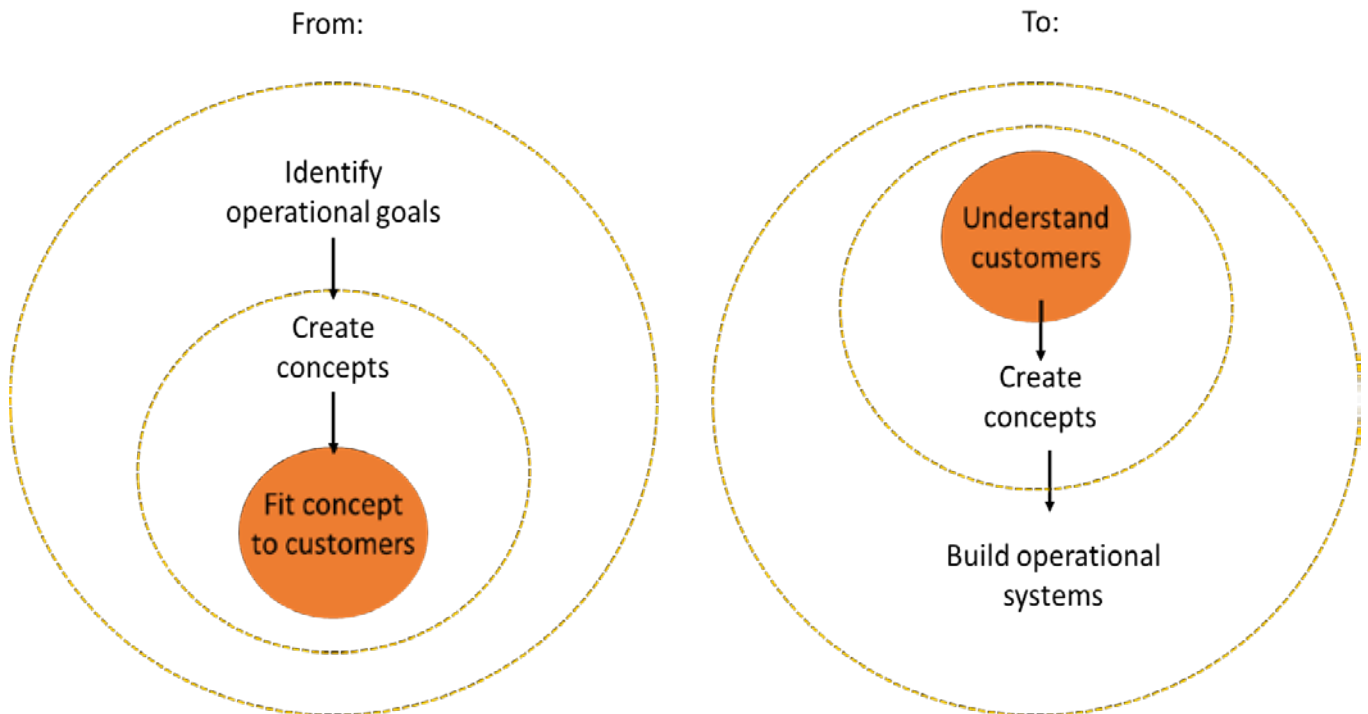 From:
Identify
operational goals
Create
concepts
Fit concept
to customers
To:
Understand
customers
Create
concepts
Build operational
systems